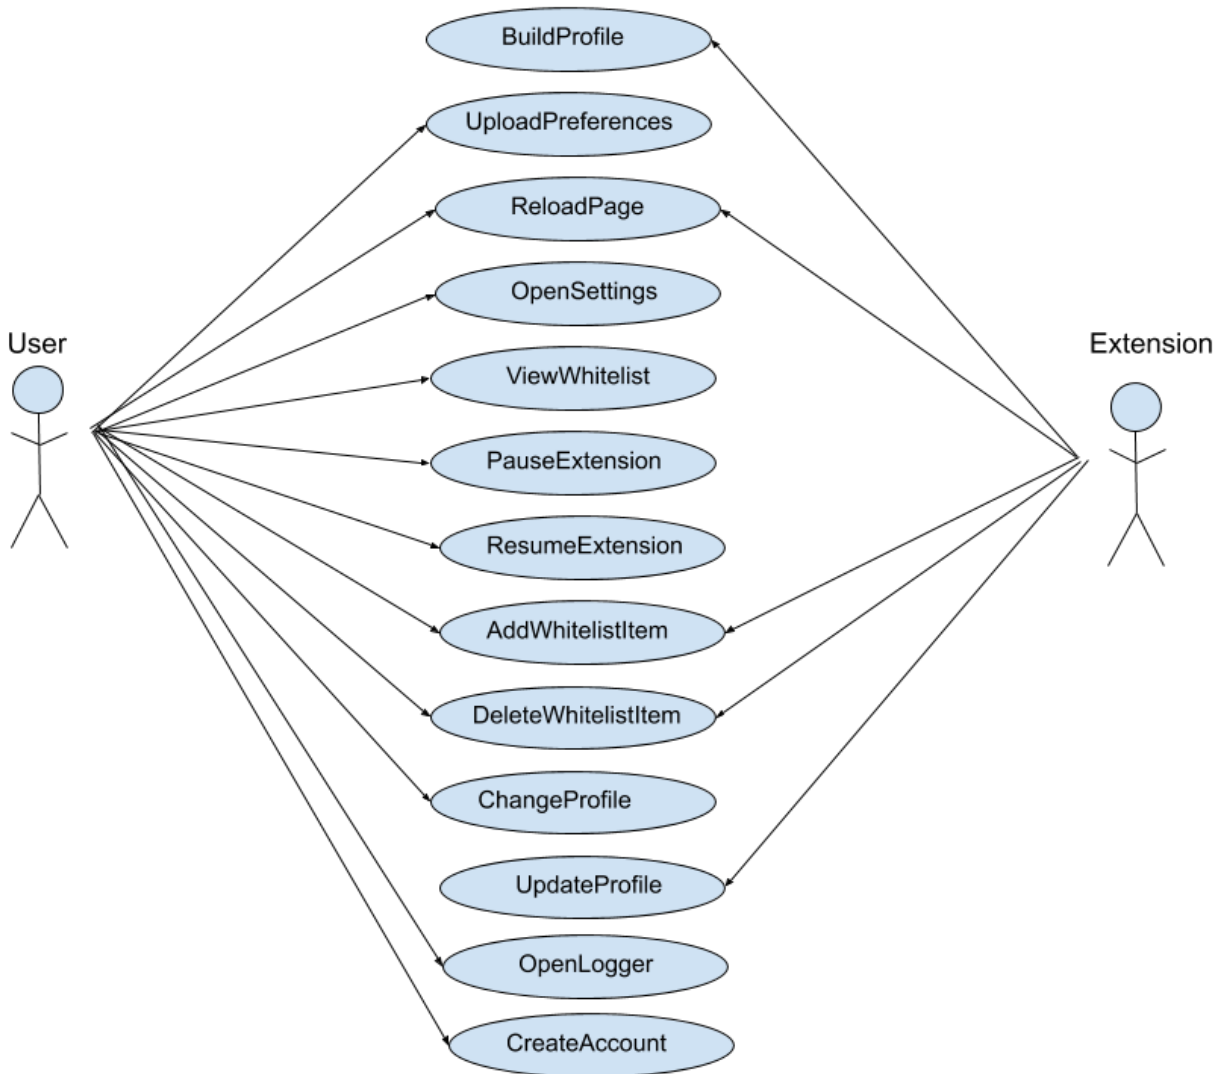 BuildProfile
UploadPreferences
ReloadPage
OpenSettings
User
Extension
ViewWhitelist
PauseExtension
ResumeExtension
AddWhitelistItem
DeleteWhitelistItem
ChangeProfile
UpdateProfile
OpenLogger
CreateAccount